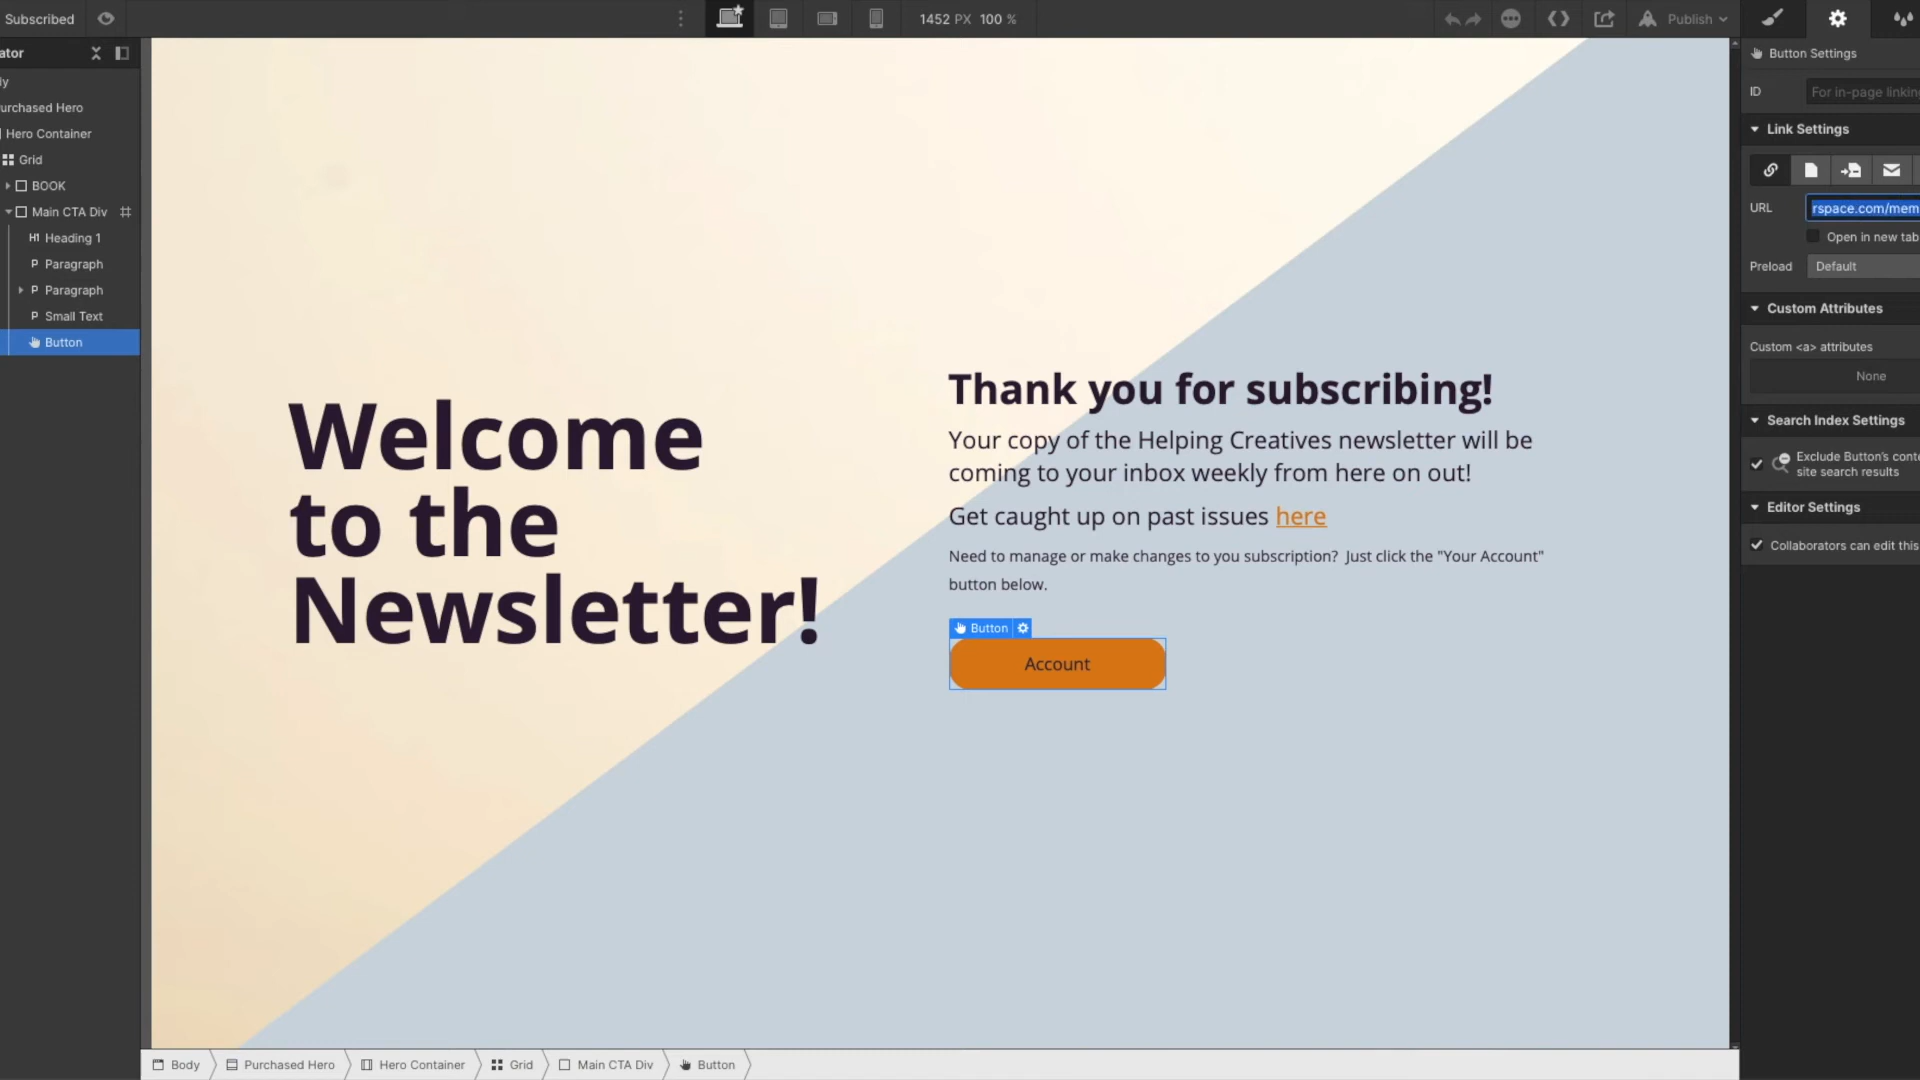 Subscribed
1452 PX 100 %
Publish
ator
Button Settings
ly
ID
For in-page linking
urchased Hero
Link Settings
Hero Container
Grid
BOOK
URL
rspace.com/mem
Main CTA Div
Open in new tab
H1 Heading 1
P Paragraph
Preload
Default
P Paragraph
Custom Attributes
P Small Text
Button
Custom <a> attributes
None
Search Index Settings
Exclude Button's conte
site search results
Editor Settings
Collaborators can edit this
Welcome
to the
Newsletter!
Thank you for subscribing!
Your copy of the Helping Creatives newsletter will be
coming to your inbox weekly from here on out!
Get caught up on past issues here
Need to manage or make changes to you subscription? Just click the "Your Account"
button below.
Button
Account
Body
Purchased Hero
Hero Container
Grid
Main CTA Div
Button